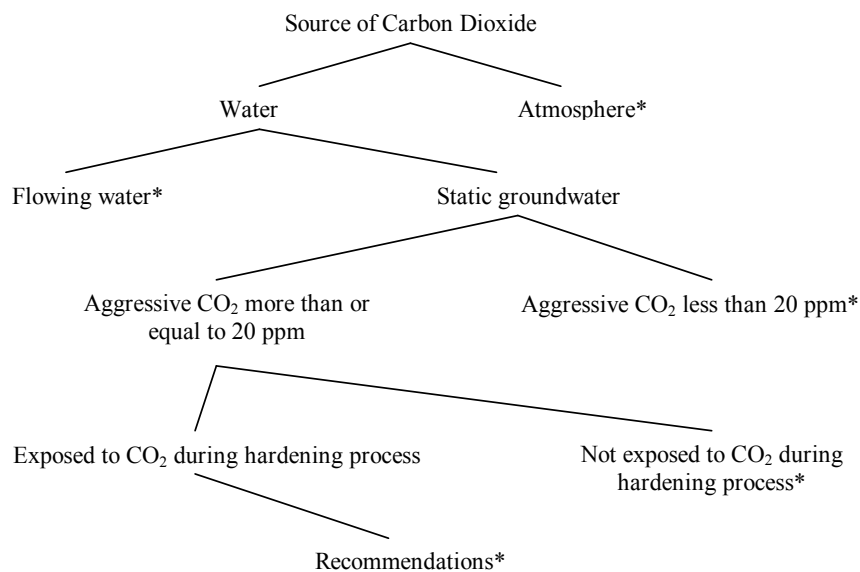 Source of Carbon Dioxide
Water
Atmosphere*
Flowing water*
Static groundwater
Aggressive CO₂ more than or
equal to 20 ppm
Aggressive CO₂ less than 20 ppm*
Exposed to CO₂ during hardening process
Not exposed to CO₂ during
hardening process*
Recommendations*